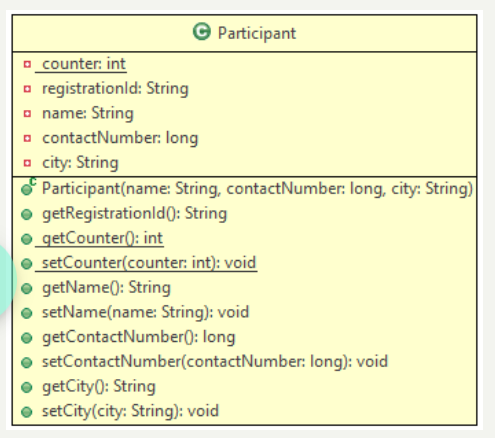 Participant
counter: int
registrationId: String
name: String
contactNumber: long
city: String
Participant(name: String, contactNumber: long, city: String)
getRegistrationId(): String
getCounter(): int
setCounter(counter: int): void
getName(): String
setName(name: String): void
getContactNumber(): long
setContactNumber(contactNumber: long): void
getCity(): String
setCity(city: String): void